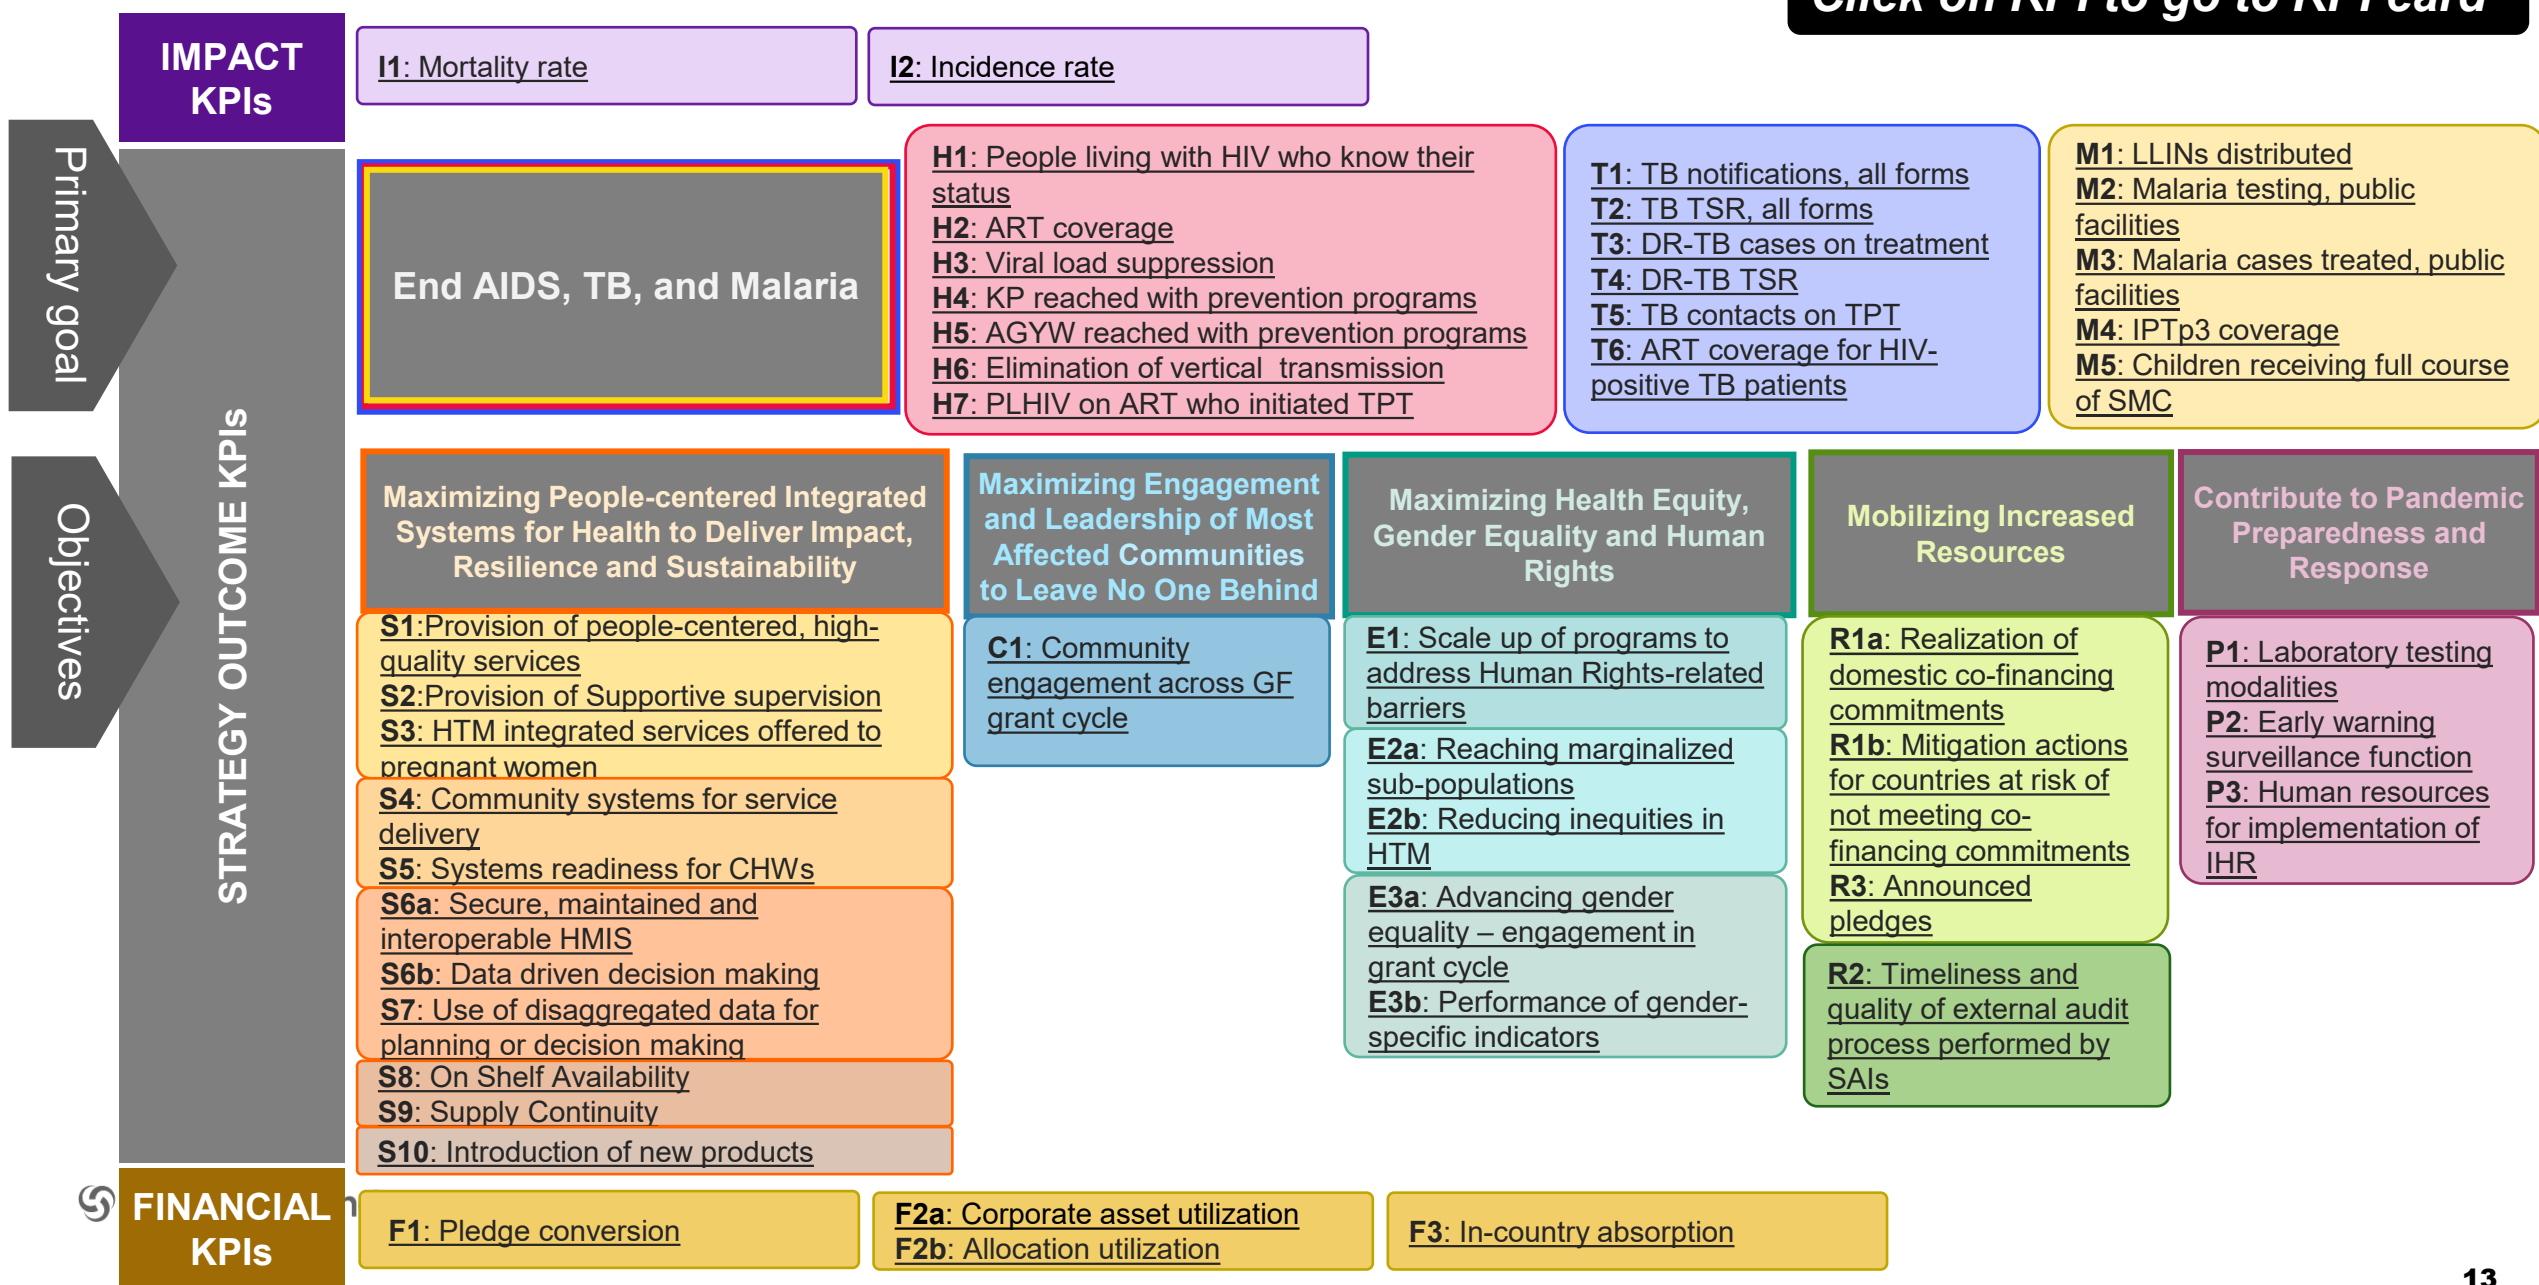 Click on KPI to go to KPI card
IMPACT
KPIs
I1: Mortality rate
I2: Incidence rate
Primary goal
STRATEGY OUTCOME KPIs
End AIDS, TB, and Malaria
H1: People living with HIV who know their
status
H2: ART coverage
H3: Viral load suppression
H4: KP reached with prevention programs
H5: AGYW reached with prevention programs
H6: Elimination of vertical transmission
H7: PLHIV on ART who initiated TPT
T1: TB notifications, all forms
T2: TB TSR, all forms
T3: DR-TB cases on treatment
T4: DR-TB TSR
T5: TB contacts on TPT
T6: ART coverage for HIV-
positive TB patients
M1: LLINs distributed
M2: Malaria testing, public
facilities
M3: Malaria cases treated, public
facilities
M4: IPTp3 coverage
M5: Children receiving full course
of SMC
Objectives
Maximizing People-centered Integrated
Systems for Health to Deliver Impact,
Resilience and Sustainability
S1:Provision of people-centered, high-
quality services
S2:Provision of Supportive supervision
S3: HTM integrated services offered to
pregnant women
S4: Community systems for service
delivery
S5: Systems readiness for CHWs
S6a: Secure, maintained and
interoperable HMIS
S6b: Data driven decision making
S7: Use of disaggregated data for
planning or decision making
S8: On Shelf Availability
S9: Supply Continuity
S10: Introduction of new products
Maximizing Engagement
and Leadership of Most
Affected Communities
to Leave No One Behind
C1: Community
engagement across GF
grant cycle
Maximizing Health Equity,
Gender Equality and Human
Rights
E1: Scale up of programs to
address Human Rights-related
barriers
E2a: Reaching marginalized
sub-populations
E2b: Reducing inequities in
HTM
E3a: Advancing gender
equality – engagement in
grant cycle
E3b: Performance of gender-
specific indicators
Mobilizing Increased
Resources
R1a: Realization of
domestic co-financing
commitments
R1b: Mitigation actions
for countries at risk of
not meeting co-
financing commitments
R3: Announced
pledges
R2: Timeliness and
quality of external audit
process performed by
SAIs
Contribute to Pandemic
Preparedness and
Response
P1: Laboratory testing
modalities
P2: Early warning
surveillance function
P3: Human resources
for implementation of
IHR
FINANCIAL
KPIs
F1: Pledge conversion
F2a: Corporate asset utilization
F2b: Allocation utilization
F3: In-country absorption
13